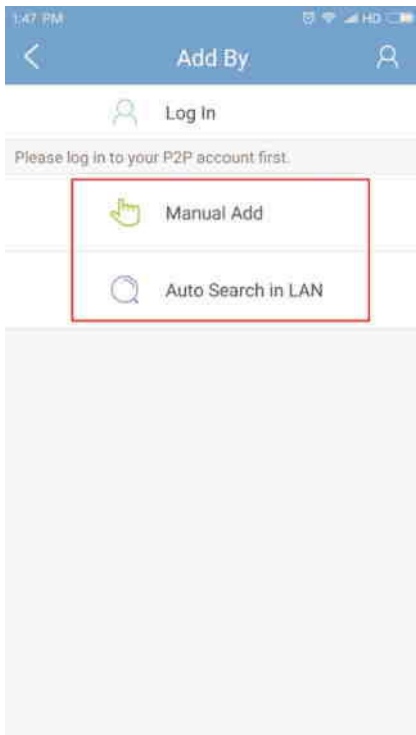 1:47 PM HD
Add By
Log In
Please log in to your P2P account first.
Manual Add
Auto Search in LAN